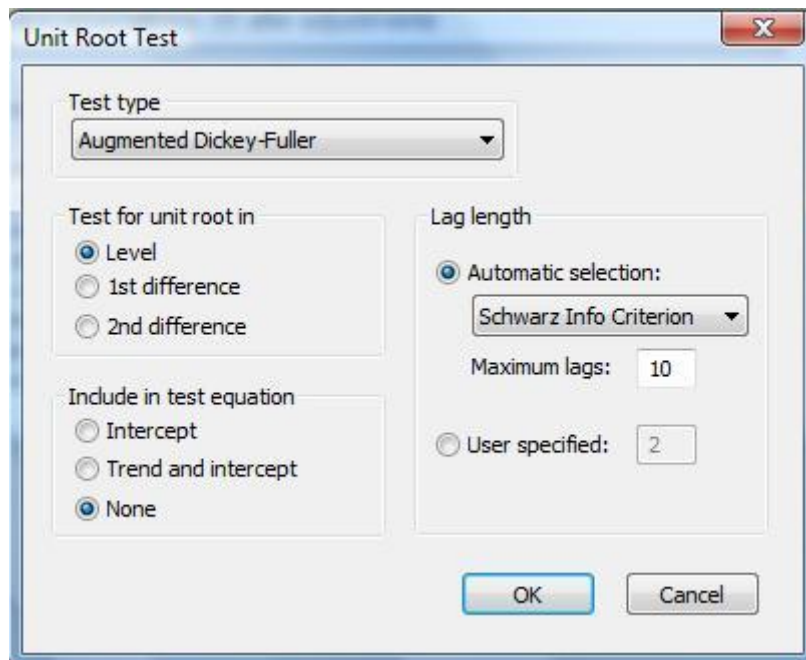 Unit Root Test
Test type
Augmented Dickey-Fuller
Test for unit root in
Level
1st difference
2nd difference
Include in test equation
Intercept
Trend and intercept
None
Lag length
Automatic selection:
Schwarz Info Criterion
Maximum lags: 10
User specified: 2
OK Cancel